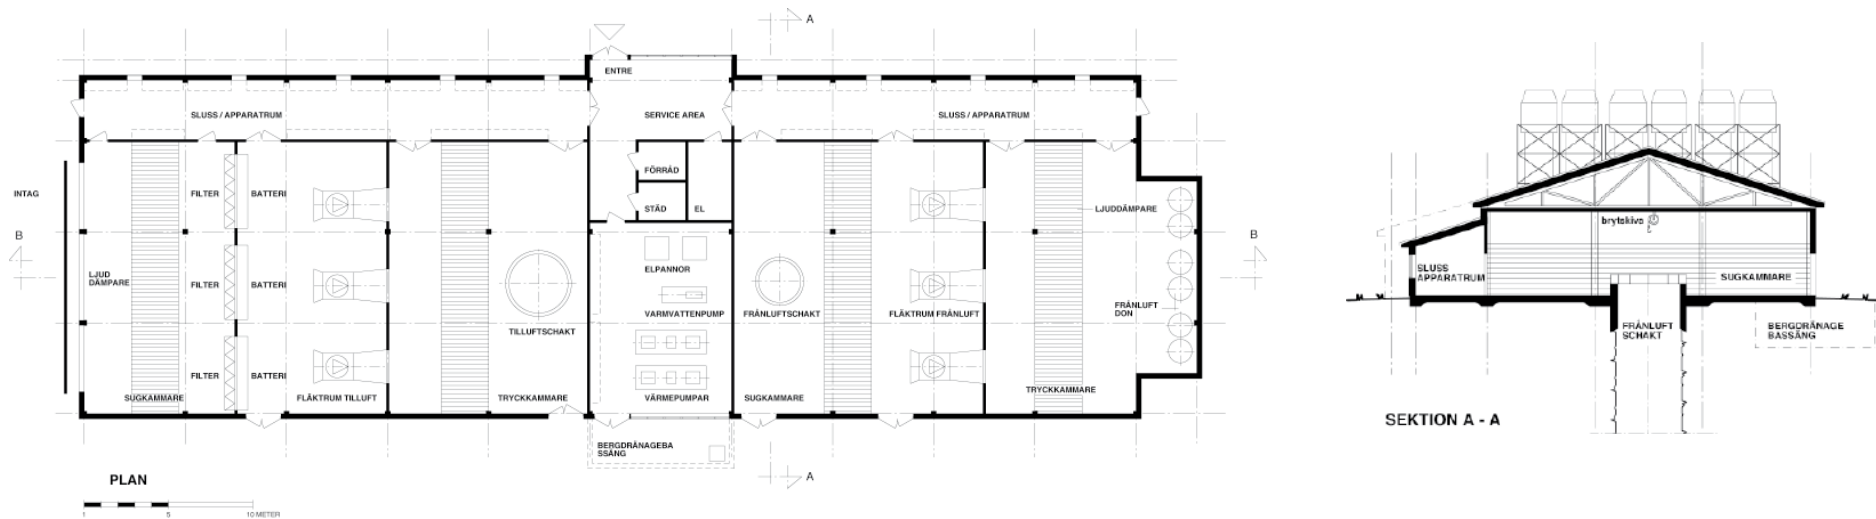 A
ENTRE
SLUSS / APPARATRUM
SERVICE AREA
SLUSS / APPARATRUM
INTAG
FILTER
BATTERI
FÖRRÅD
STÄD
EL
LJUDDÄMPARE
B
B
LJUD
DÄMPARE
FILTER
BATTERI
ELPANNOR
VARMVATTENPUMP
FRÅNLUFTSCHAKT
FLÄKTRUM FRÅNLUFT
FRÅNLUFT
DON
TILLUFTSCHAKT
FILTER
BATTERI
SUGKAMMARE
FLÄKTRUM TILLUFT
TRYCKKAMMARE
VÄRMEPUMPAR
SUGKAMMARE
TRYCKKAMMARE
BERGDRÄNAGEBA
SSÄNG
A
PLAN
1
5
10 METER
brytskiva
SLUSS
APPARATRUM
SUGKAMMARE
FRÅNLUFT
SCHAKT
BERGDRÄNAGE
BASSÄNG
SEKTION A - A